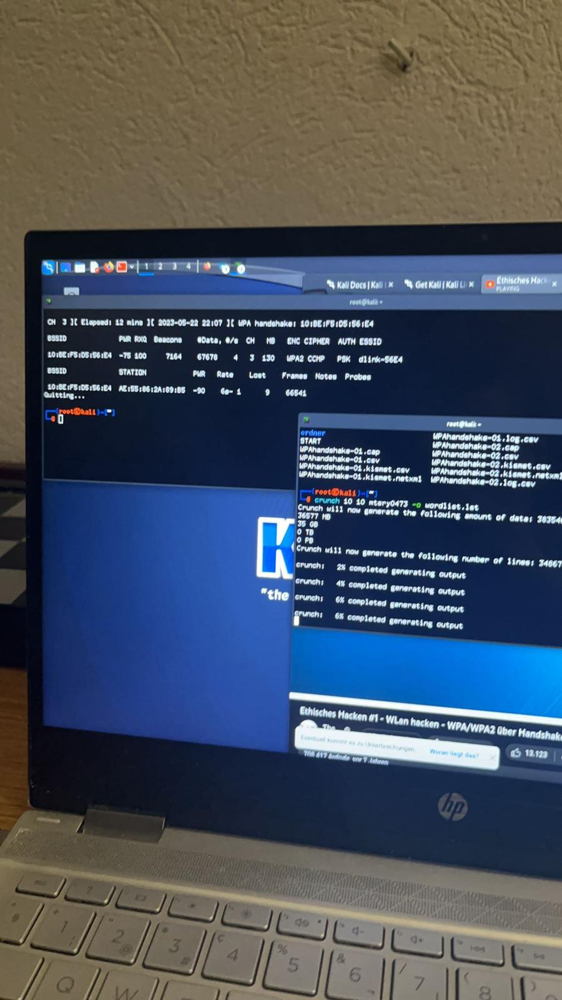 1 2 3 4
Kali Docs | Kali × Get Kali | Kali Li × Ethisches Hac ×
PLAYING
root@kali: ~
CH 3 ][ Elapsed: 12 mins ][ 2023-05-22 22:07 ][ WPA handshake: 10:BE:F5:D5:56:E4
BSSID PWR RXQ Beacons #Data, #/s CH MB ENC CIPHER AUTH ESSID
10:BE:F5:D5:56:E4 -75 100 7164 67678 4 3 130 WPA2 CCMP PSK dlink-56E4
BSSID STATION PWR Rate Lost Frames Notes Probes
10:BE:F5:D5:56:E4 AE:55:86:2A:89:B5 -90 6e- 1 9 66541
Quitting...
(root㉿kali)-[~]
root@kali: ~
ordner WPAhandshake-01.log.csv
START WPAhandshake-02.cap
WPAhandshake-01.cap WPAhandshake-02.csv
WPAhandshake-01.csv WPAhandshake-02.kismet.csv
WPAhandshake-01.kismet.csv WPAhandshake-02.kismet.netxml
WPAhandshake-01.kismet.netxml WPAhandshake-02.log.csv
(root㉿kali)-[~]
crunch 10 10 mtsry0473 -o wordlist.lst
Crunch will now generate the following amount of data: 383546
36577 MB
35 GB
0 TB
0 PB
Crunch will now generate the following number of lines: 34867
crunch: 2% completed generating output
crunch: 4% completed generating output
crunch: 6% completed generating output
crunch: 6% completed generating output
K
"the
Ethisches Hacken #1 - WLan hacken - WPA/WPA2 über Handshake
The
Eventuell kommt es zu Unterbrechungen. Woran liegt das? ×
13.123
708.417 Aufrufe vor 7 Jahren
hp
esc ?
+ 1 " 2 @ * 3 # ç 4 % 5 & 6 ¬ / 7 | ( 8 )
Q W